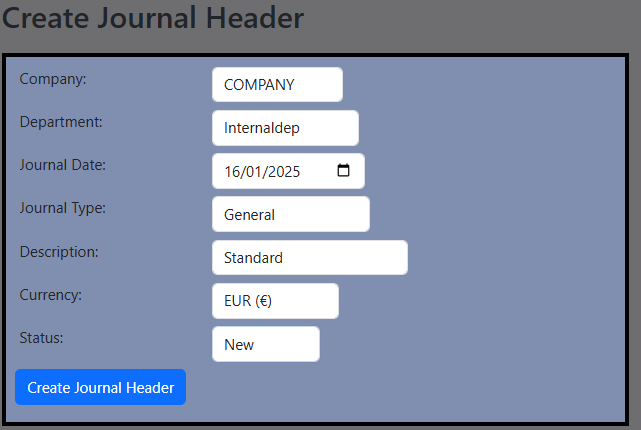 Create Journal Header
Company: COMPANY
Department: Internaldep
Journal Date: 16/01/2025
Journal Type: General
Description: Standard
Currency: EUR (€)
Status: New
Create Journal Header